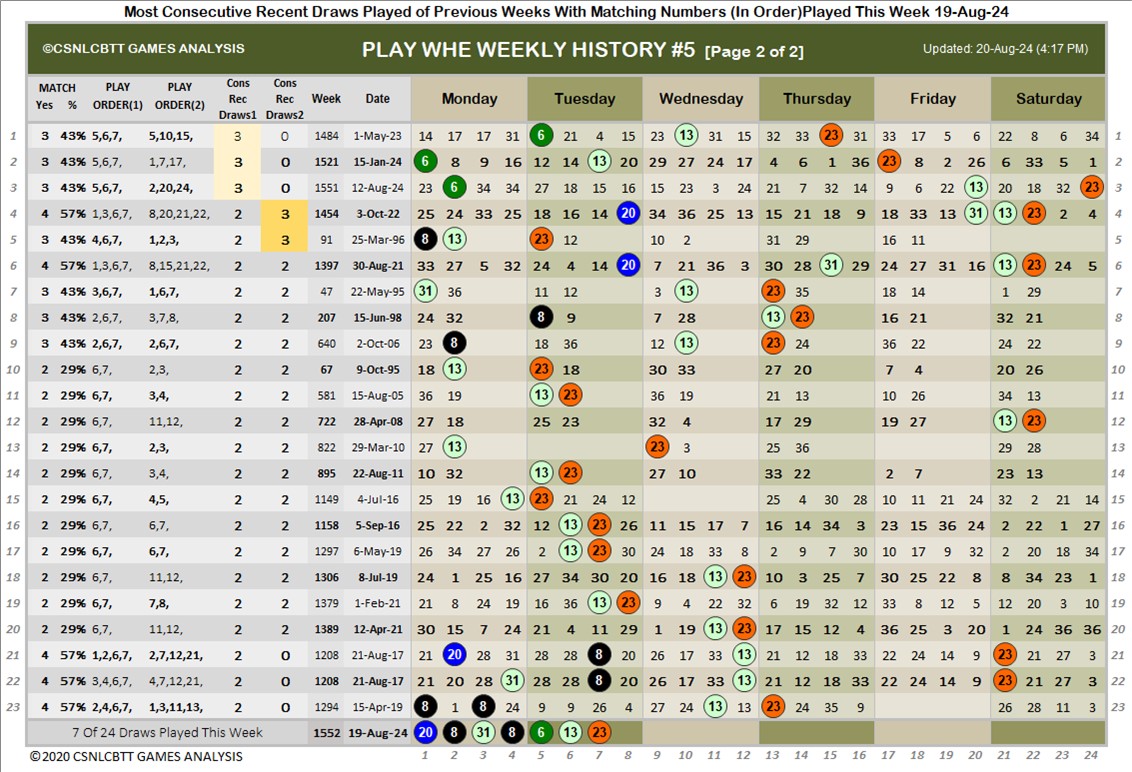 Most Consecutive Recent Draws Played of Previous Weeks With Matching Numbers (In Order)Played This Week 19-Aug-24
©CSNLCBTT GAMES ANALYSIS PLAY WHE WEEKLY HISTORY #5 [Page 2 of 2] Updated: 20-Aug-24 (4:17 PM)
MATCH Yes % PLAY ORDER(1) PLAY ORDER(2) Cons Rec Draws1 Cons Rec Draws2 Week Date Monday Tuesday Wednesday Thursday Friday Saturday
1 3 43% 5,6,7, 5,10,15, 3 0 1484 1-May-23 14 17 17 31 6 21 4 15 23 13 31 15 32 33 23 31 33 17 5 6 22 8 6 34 1
2 3 43% 5,6,7, 1,7,17, 3 0 1521 15-Jan-24 6 8 9 16 12 14 13 20 29 27 24 17 4 6 1 36 23 8 2 26 6 33 5 1 2
3 3 43% 5,6,7, 2,20,24, 3 0 1551 12-Aug-24 23 6 34 34 27 18 15 16 15 23 3 24 21 7 32 14 9 6 22 13 20 18 32 23 3
4 4 57% 1,3,6,7, 8,20,21,22, 2 3 1454 3-Oct-22 25 24 33 25 18 16 14 20 34 36 25 13 15 21 18 9 18 33 13 31 13 23 2 4 4
5 3 43% 4,6,7, 1,2,3, 2 3 91 25-Mar-96 8 13 23 12 10 2 31 29 16 11 5
6 4 57% 1,3,6,7, 8,15,21,22, 2 2 1397 30-Aug-21 33 27 5 32 24 4 14 20 7 21 36 3 30 28 31 29 24 27 31 16 13 23 24 5 6
7 3 43% 3,6,7, 1,6,7, 2 2 47 22-May-95 31 36 11 12 3 13 23 35 18 14 1 29 7
8 3 43% 2,6,7, 3,7,8, 2 2 207 15-Jun-98 24 32 8 9 7 28 13 23 16 21 32 21 8
9 3 43% 2,6,7, 2,6,7, 2 2 640 2-Oct-06 23 8 18 36 12 13 23 24 36 22 24 22 9
10 2 29% 6,7, 2,3, 2 2 67 9-Oct-95 18 13 23 18 30 33 27 20 7 4 20 26 10
11 2 29% 6,7, 3,4, 2 2 581 15-Aug-05 36 19 13 23 36 19 21 13 10 26 34 13 11
12 2 29% 6,7, 11,12, 2 2 722 28-Apr-08 27 18 25 23 32 4 17 29 19 27 13 23 12
13 2 29% 6,7, 2,3, 2 2 822 29-Mar-10 27 13 23 3 25 36 29 28 13
14 2 29% 6,7, 3,4, 2 2 895 22-Aug-11 10 32 13 23 27 10 33 22 2 7 23 13 14
15 2 29% 6,7, 4,5, 2 2 1149 4-Jul-16 25 19 16 13 23 21 24 12 25 4 30 28 10 11 21 24 32 2 21 14 15
16 2 29% 6,7, 6,7, 2 2 1158 5-Sep-16 25 22 2 32 12 13 23 26 11 15 17 7 16 14 34 3 23 15 36 24 2 22 1 27 16
17 2 29% 6,7, 6,7, 2 2 1297 6-May-19 26 34 27 26 2 13 23 30 24 18 33 8 2 9 7 30 10 17 9 32 2 20 18 34 17
18 2 29% 6,7, 11,12, 2 2 1306 8-Jul-19 24 1 25 16 27 34 30 20 16 18 13 23 10 3 25 7 30 25 22 8 8 34 23 1 18
19 2 29% 6,7, 7,8, 2 2 1379 1-Feb-21 21 8 24 19 16 36 13 23 9 4 22 32 6 19 32 12 33 8 12 5 12 20 3 10 19
20 2 29% 6,7, 11,12, 2 2 1389 12-Apr-21 30 15 7 24 21 4 11 29 1 19 13 23 17 15 12 4 36 25 3 20 1 24 36 36 20
21 4 57% 1,2,6,7, 2,7,12,21, 2 0 1208 21-Aug-17 21 20 28 31 28 28 8 20 26 17 33 13 21 12 18 33 22 24 14 9 23 21 27 3 21
22 4 57% 3,4,6,7, 4,7,12,21, 2 0 1208 21-Aug-17 21 20 28 31 28 28 8 20 26 17 33 13 21 12 18 33 22 24 14 9 23 21 27 3 22
23 4 57% 2,4,6,7, 1,3,11,13, 2 0 1294 15-Apr-19 8 1 8 24 9 9 26 4 27 24 13 13 23 24 35 9 26 28 11 3 23
7 Of 24 Draws Played This Week 1552 19-Aug-24 20 8 31 8 6 13 23
©2020 CSNLCBTT GAMES ANALYSIS 1 2 3 4 5 6 7 8 9 10 11 12 13 14 15 16 17 18 19 20 21 22 23 24